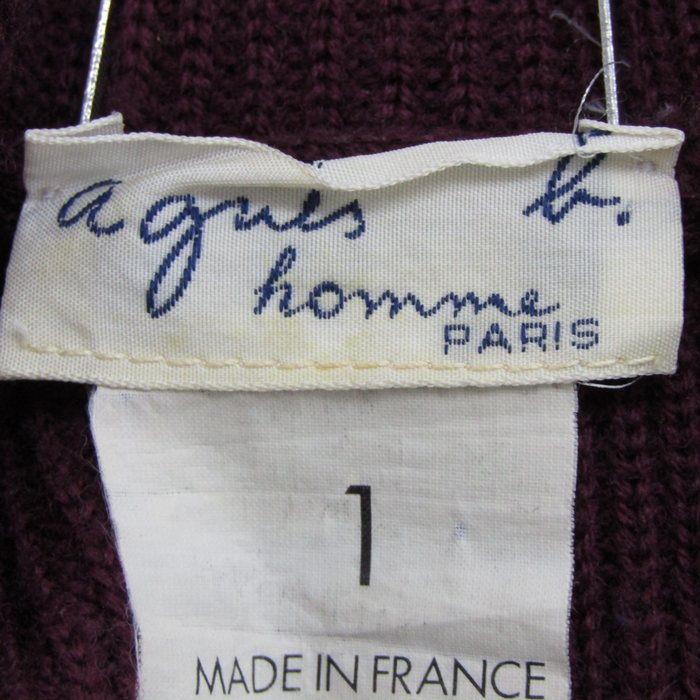 agnès b.
homme
PARIS
1
MADE IN FRANCE